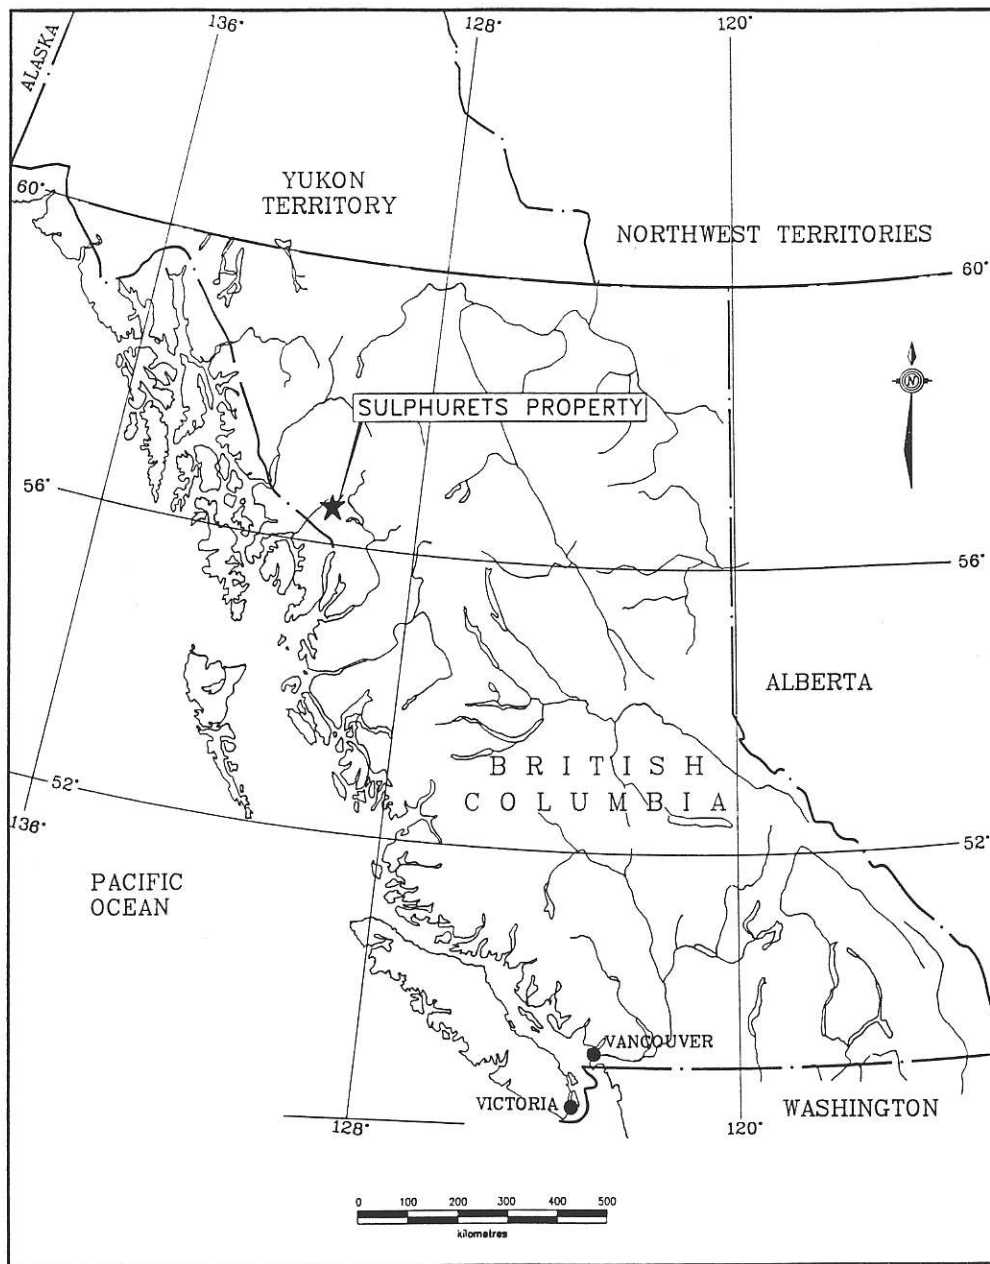 136°
128°
120°
ALASKA
60°
YUKON
TERRITORY
NORTHWEST TERRITORIES
60°
N
SULPHURETS PROPERTY
56°
56°
ALBERTA
BRITISH
COLUMBIA
52°
136°
52°
PACIFIC
OCEAN
VANCOUVER
VICTORIA
WASHINGTON
128°
120°
0 100 200 300 400 500
kilometres